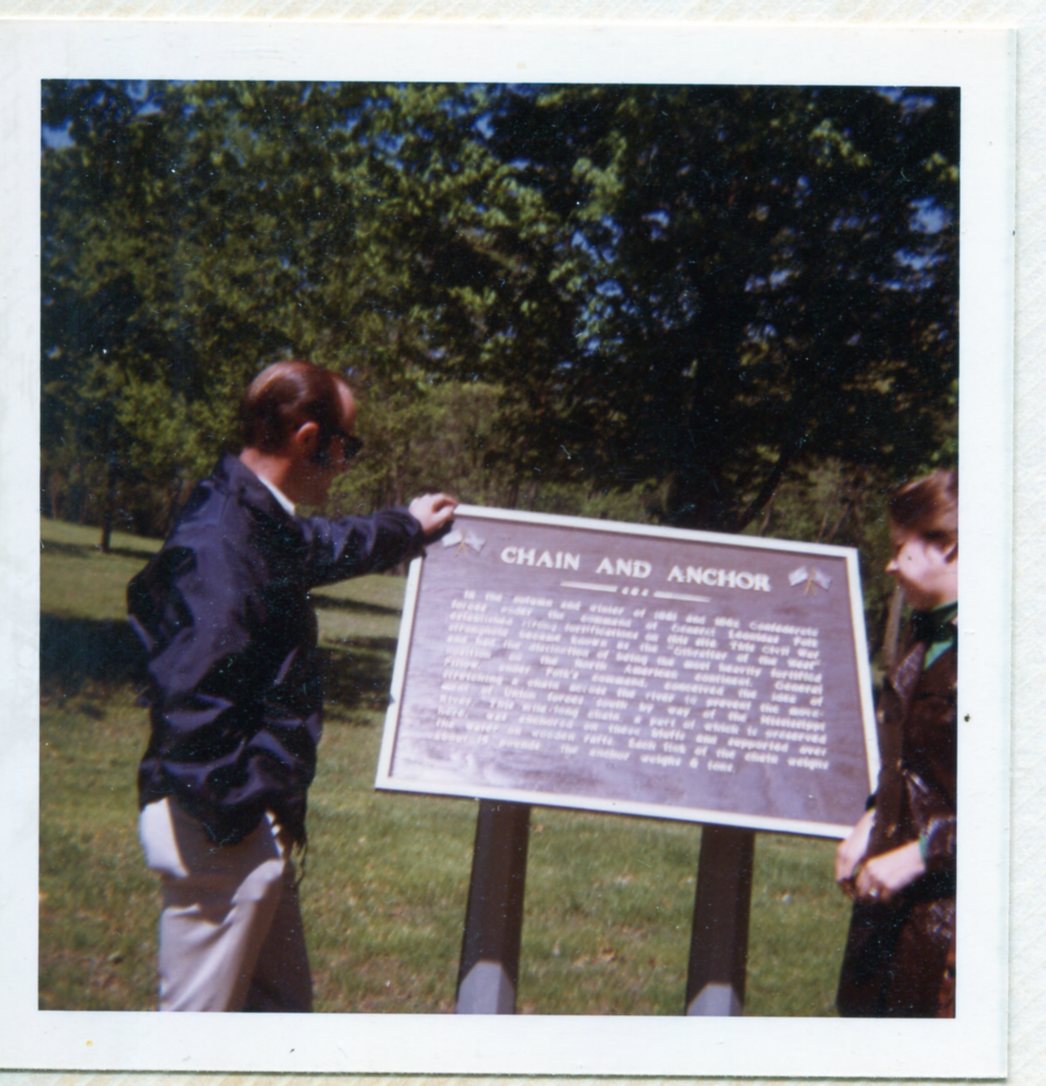 CHAIN AND ANCHOR
In the autumn and winter of 1861 and 1862 Confederate
forces under the command of General Leonidas Polk
established strong fortifications on this site. This Civil War
stronghold became known as the "Gibraltar of the West"
and had the distinction of being the most heavily fortified
position on the North American continent. General
Pillow, under Polk's command, conceived the idea of
stretching a chain across the river to prevent the move-
ment of Union forces south by way of the Mississippi
River. This mile-long chain, a part of which is preserved
here, was anchored on these bluffs and supported over
the water on wooden rafts. Each link of the chain weighs
about 15 pounds. The anchor weighs 6 tons.